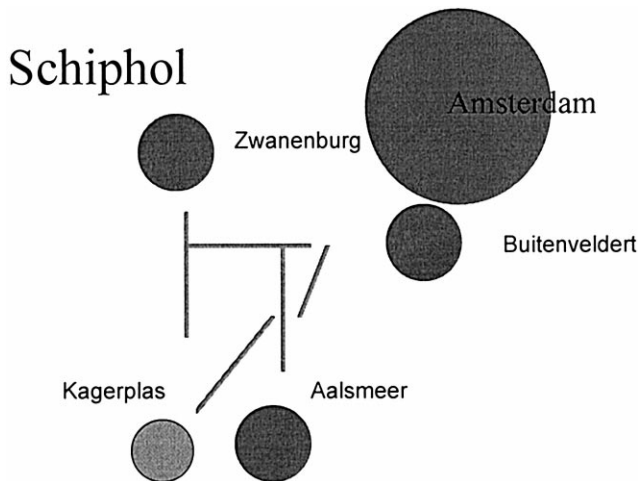 Schiphol
Amsterdam
Zwanenburg
Buitenveldert
Kagerplas
Aalsmeer